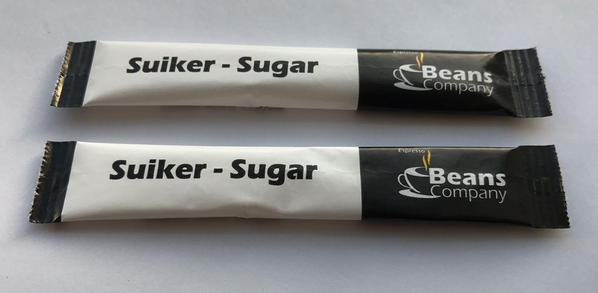 Suiker - Sugar
Espresso
Beans
Company
Suiker - Sugar
Espresso
Beans
Company